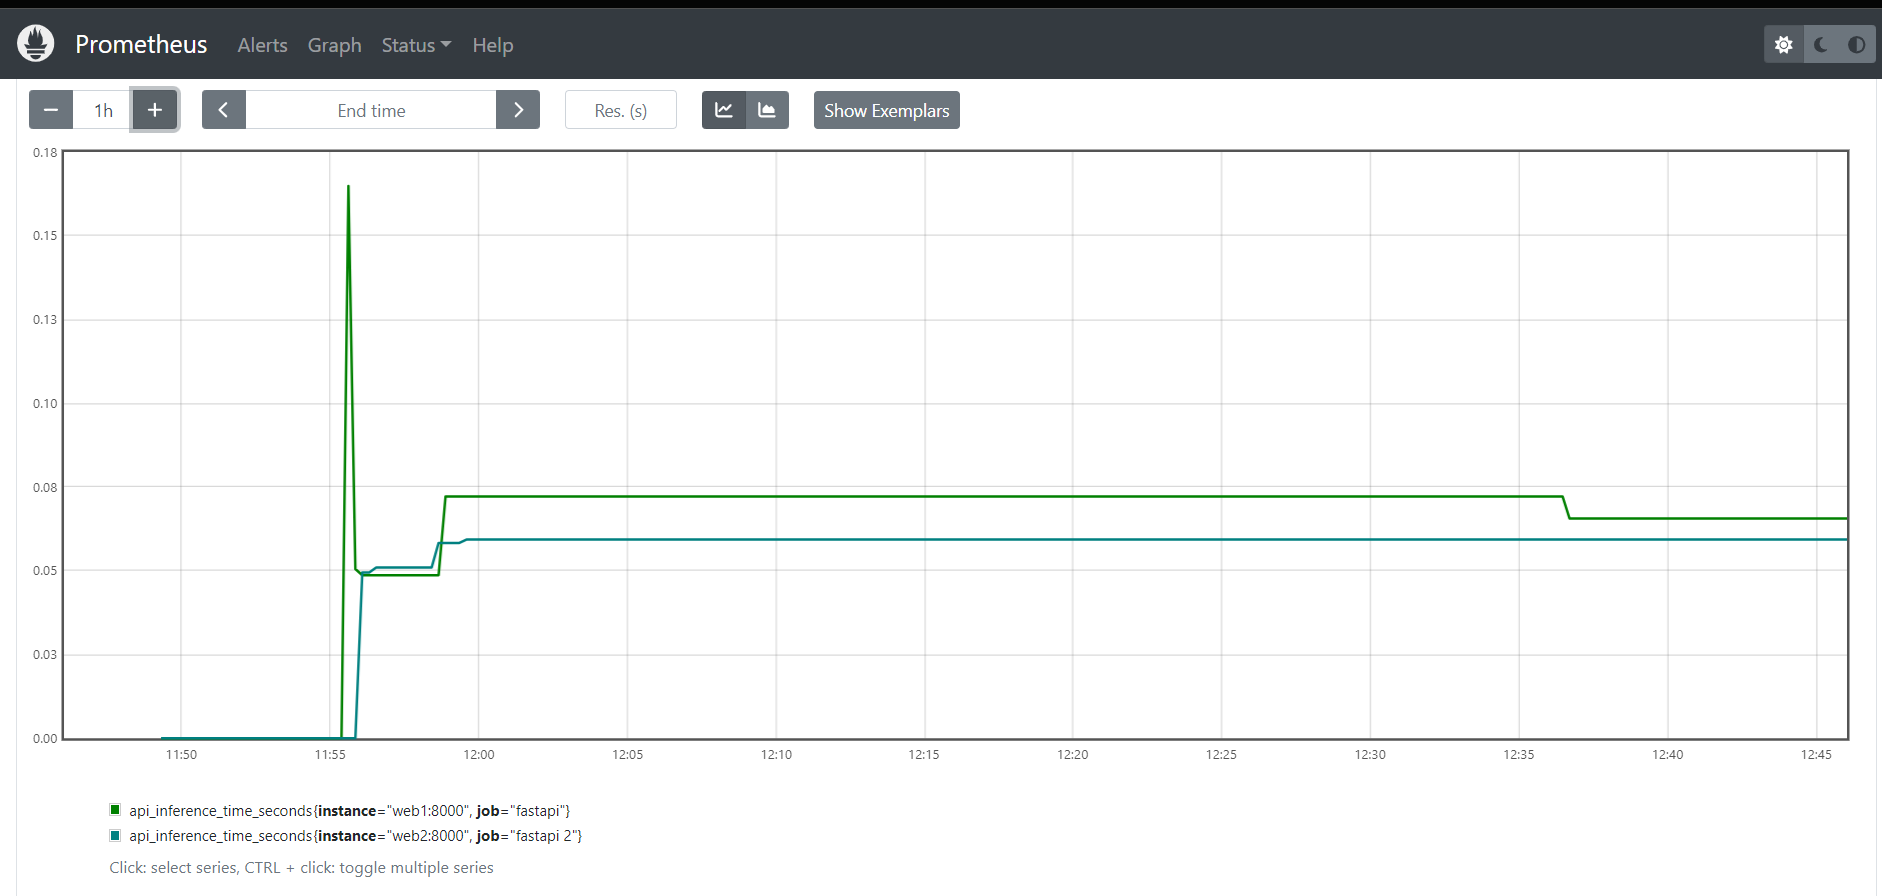 Prometheus Alerts Graph Status Help
1h End time Res. (s) Show Exemplars
0.18
0.15
0.13
0.10
0.08
0.05
0.03
0.00
11:50 11:55 12:00 12:05 12:10 12:15 12:20 12:25 12:30 12:35 12:40 12:45
api_inference_time_seconds{instance="web1:8000", job="fastapi"}
api_inference_time_seconds{instance="web2:8000", job="fastapi 2"}
Click: select series, CTRL + click: toggle multiple series